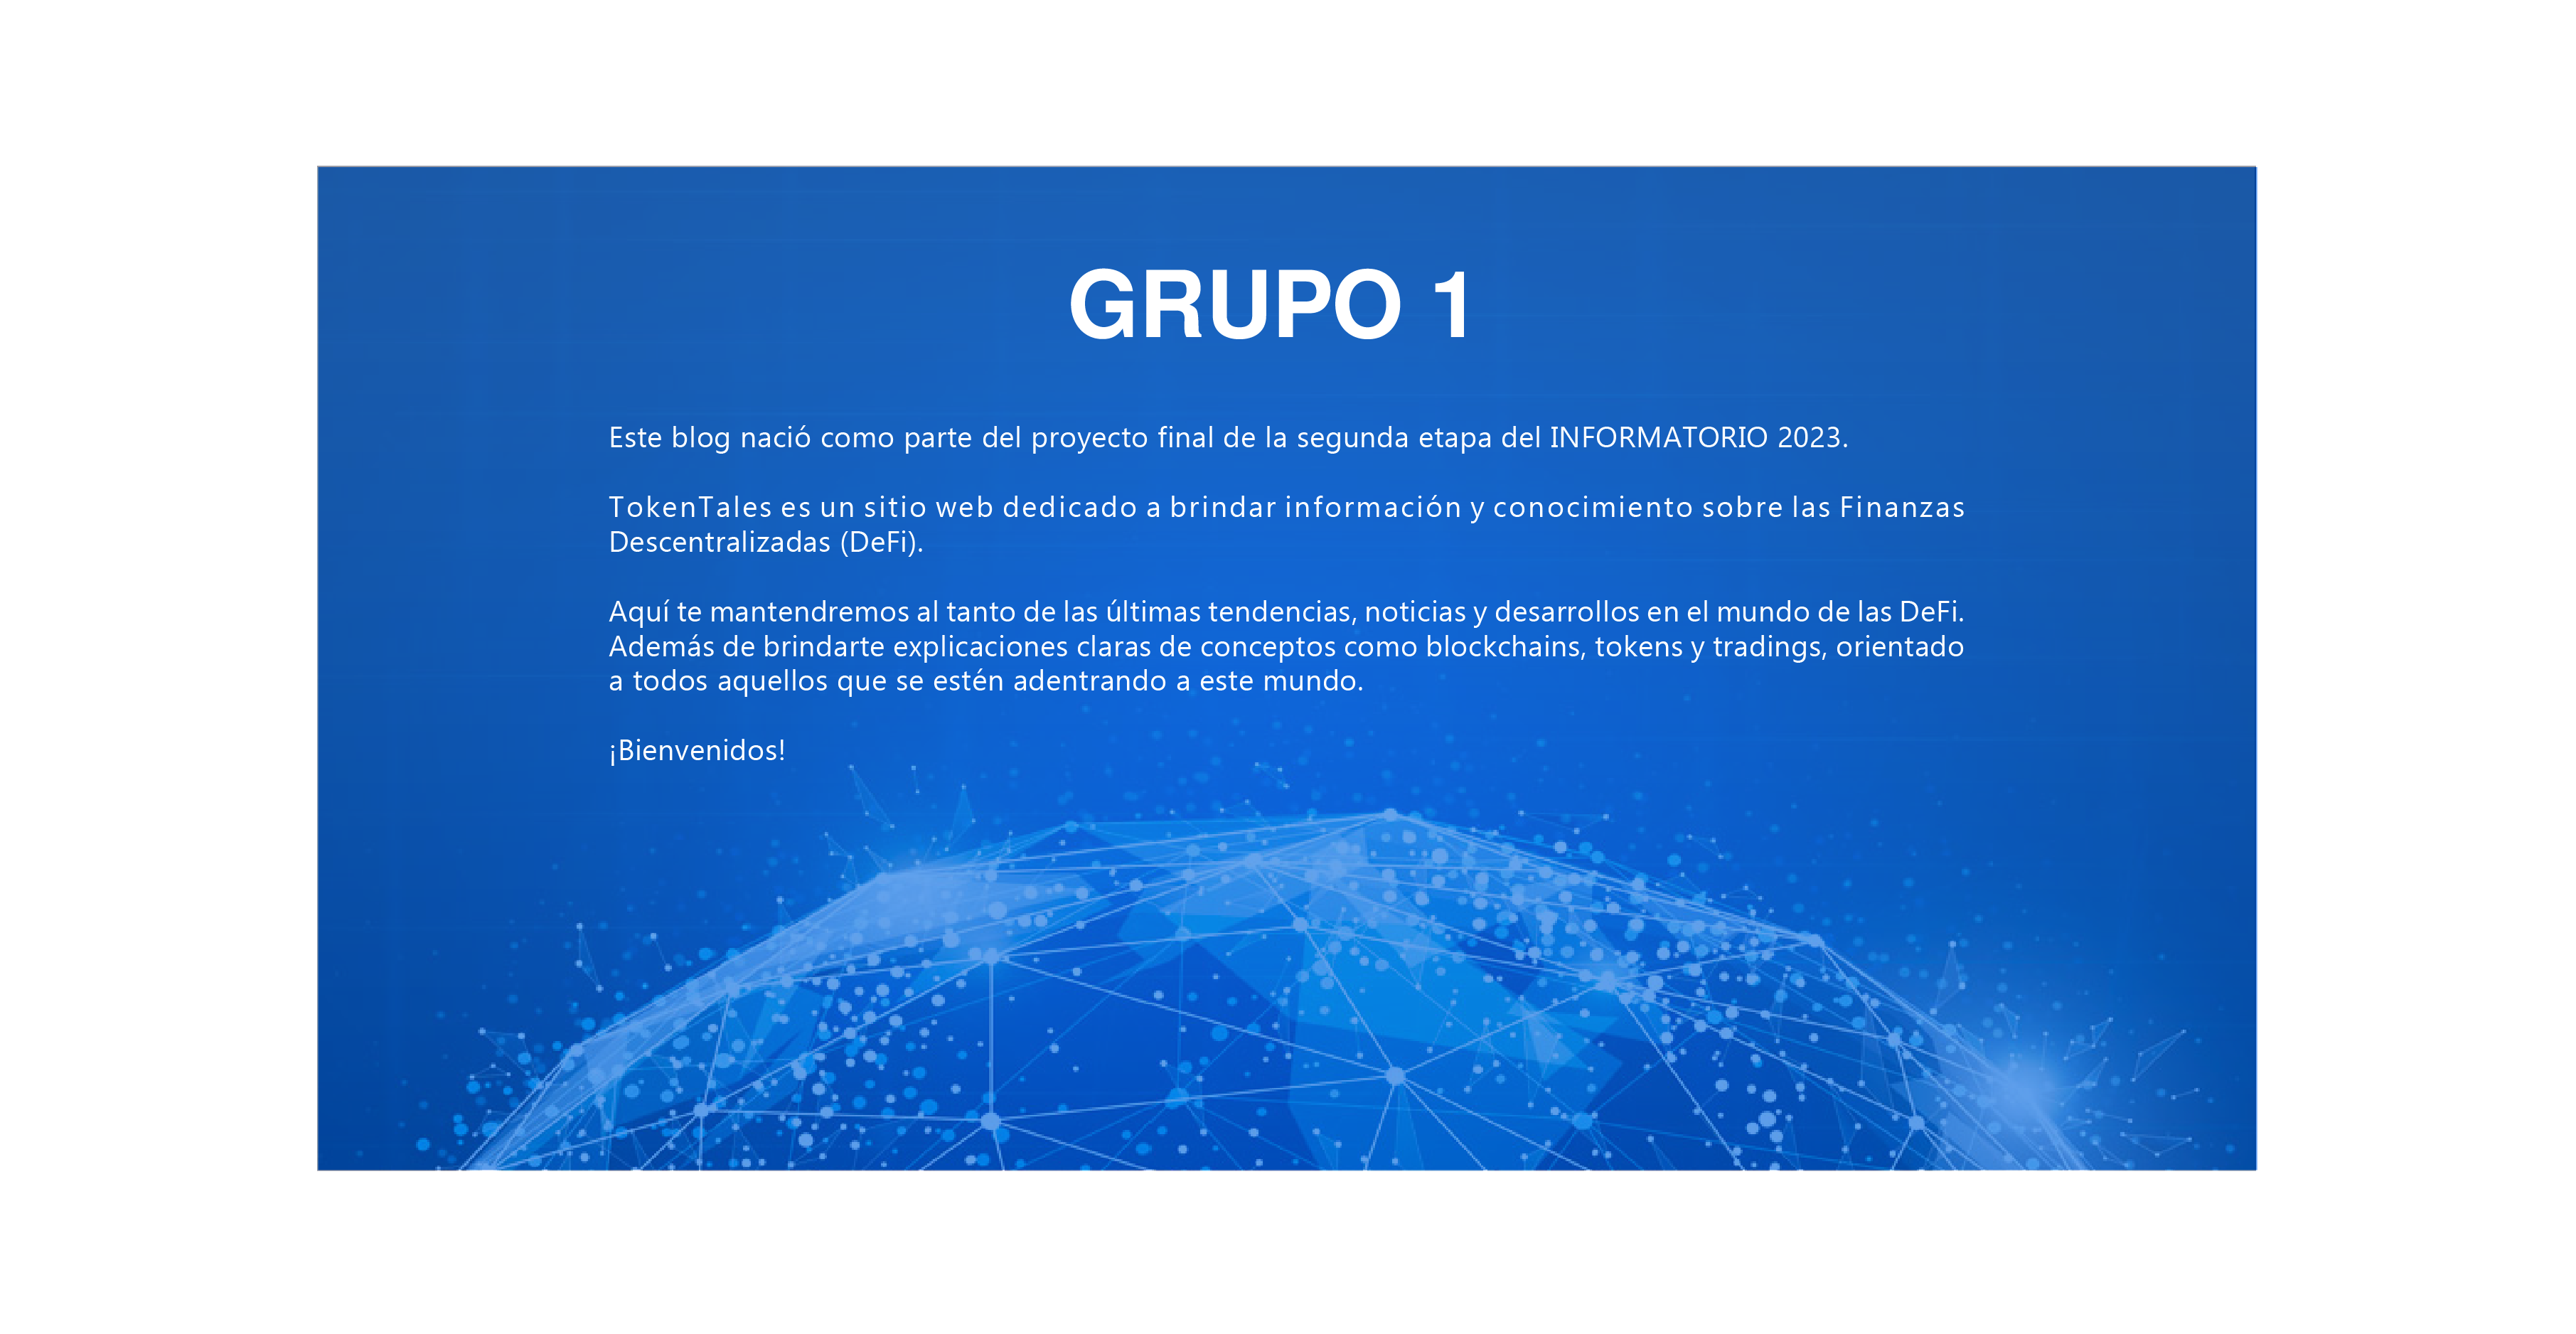 GRUPO 1
Este blog nació como parte del proyecto final de la segunda etapa del INFORMATORIO 2023.
TokenTales es un sitio web dedicado a brindar información y conocimiento sobre las Finanzas
Descentralizadas (DeFi).
Aquí te mantendremos al tanto de las últimas tendencias, noticias y desarrollos en el mundo de las DeFi.
Además de brindarte explicaciones claras de conceptos como blockchains, tokens y tradings, orientado
a todos aquellos que se estén adentrando a este mundo.
¡Bienvenidos!